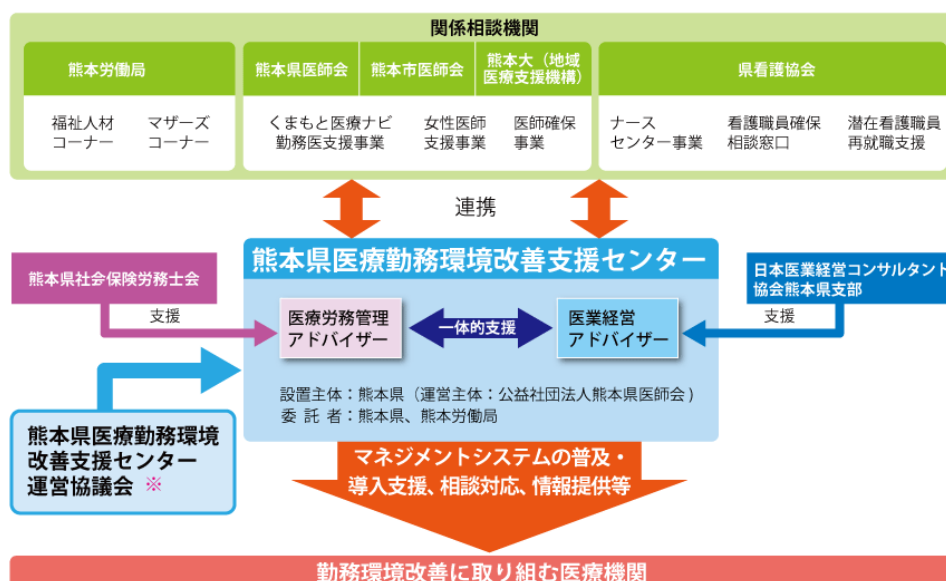 関係相談機関
熊本労働局
熊本県医師会
熊本市医師会
熊本大（地域
医療支援機構）
県看護協会
福祉人材
コーナー
マザーズ
コーナー
くまもと医療ナビ
勤務医支援事業
女性医師
支援事業
医師確保
事業
ナース
センター事業
看護職員確保
相談窓口
潜在看護職員
再就職支援
連携
熊本県医療勤務環境改善支援センター
熊本県社会保険労務士会
支援
日本医業経営コンサルタント
協会熊本県支部
支援
医療労務管理
アドバイザー
一体的支援
医業経営
アドバイザー
設置主体：熊本県（運営主体：公益社団法人熊本県医師会）
委 託 者：熊本県、熊本労働局
熊本県医療勤務環境
改善支援センター
運営協議会 ※
マネジメントシステムの普及・
導入支援、相談対応、情報提供等
勤務環境改善に取り組む医療機関